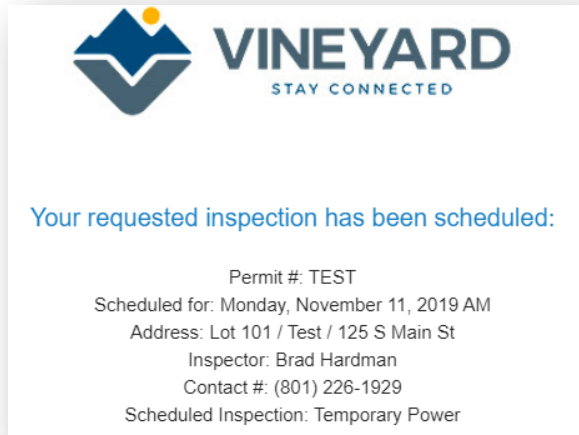 VINEYARD
STAY CONNECTED
Your requested inspection has been scheduled:
Permit #: TEST
Scheduled for: Monday, November 11, 2019 AM
Address: Lot 101 / Test / 125 S Main St
Inspector: Brad Hardman
Contact #: (801) 226-1929
Scheduled Inspection: Temporary Power